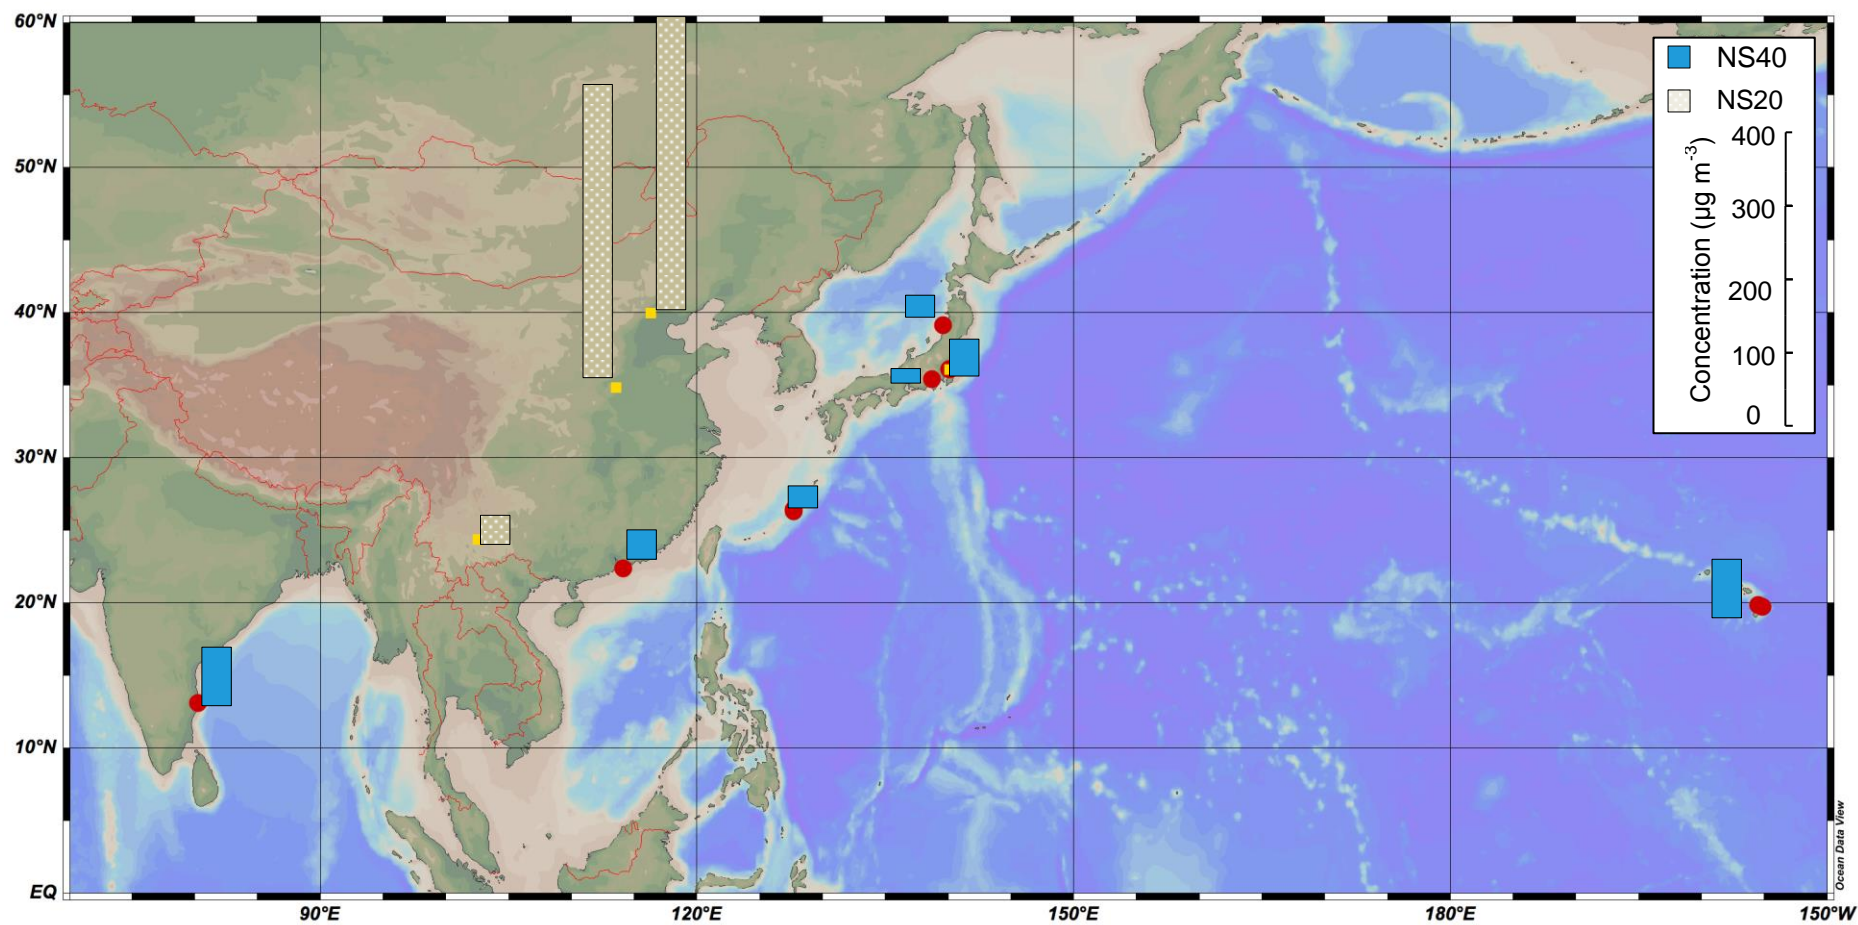 60°N
50°N
40°N
30°N
20°N
10°N
EQ
90°E
120°E
150°E
180°E
150°W
NS40
NS20
Concentration (µg m⁻³)
400
300
200
100
0
Ocean Data View